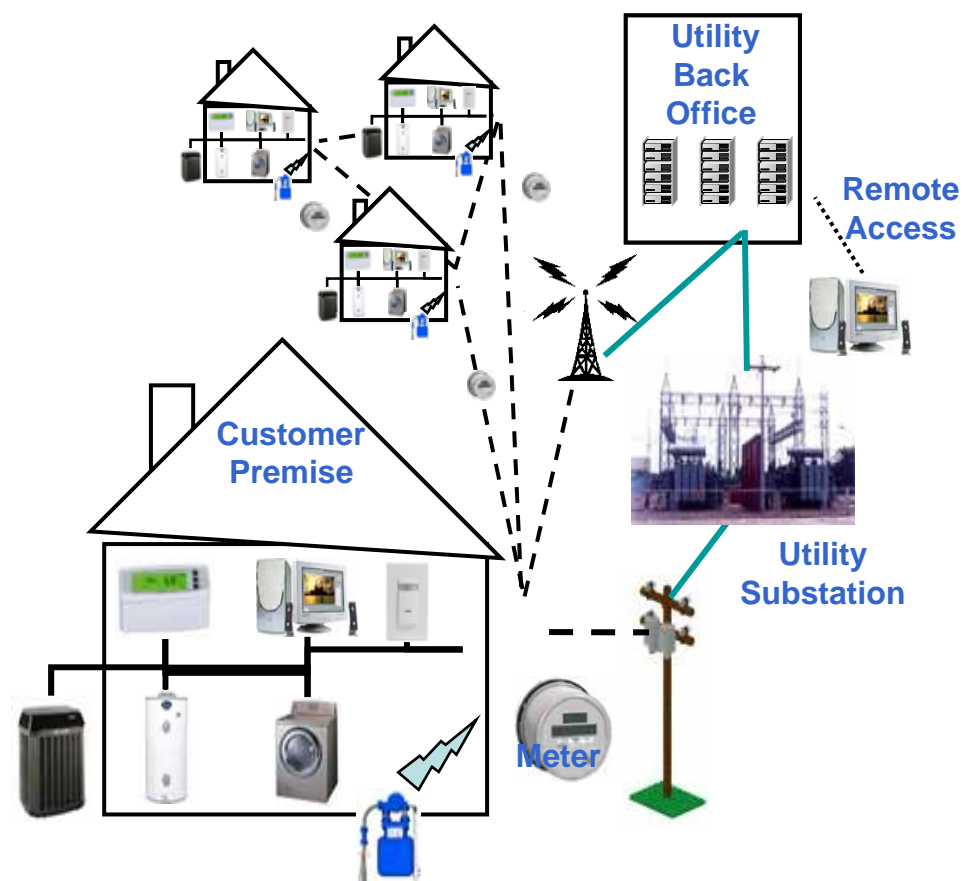 Utility
Back
Office
Remote
Access
Customer
Premise
Utility
Substation
Meter